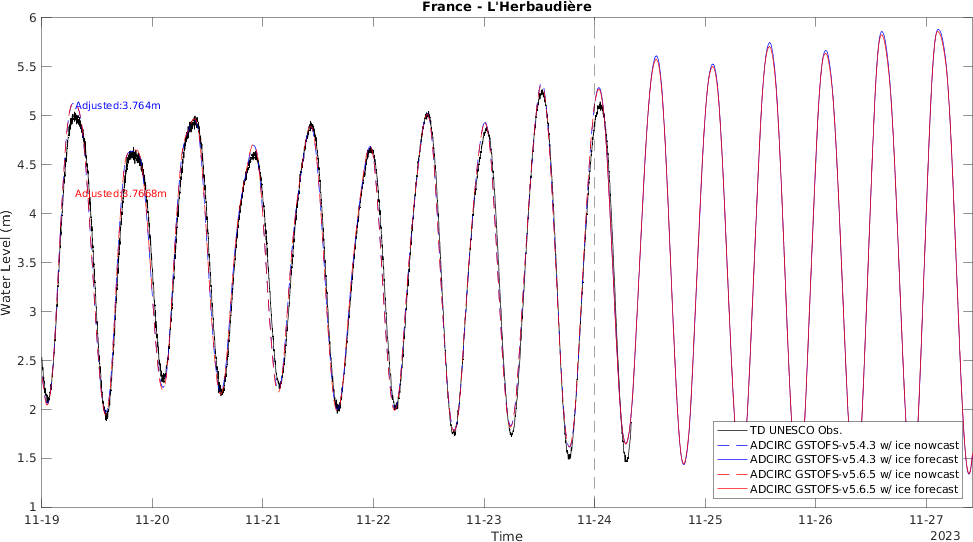 France - L'Herbaudière
6
5.5
5
4.5
4
3.5
3
2.5
2
1.5
1
Water Level (m)
Adjusted:3.764m
Adjusted:3.7668m
TD UNESCO Obs.
ADCIRC GSTOFS-v5.4.3 w/ ice nowcast
ADCIRC GSTOFS-v5.4.3 w/ ice forecast
ADCIRC GSTOFS-v5.6.5 w/ ice nowcast
ADCIRC GSTOFS-v5.6.5 w/ ice forecast
11-19 11-20 11-21 11-22 11-23 11-24 11-25 11-26 11-27
Time
2023